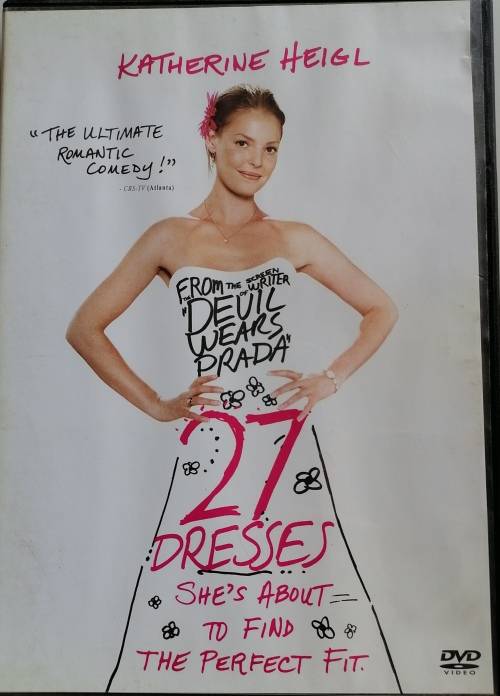 KATHERINE HEIGL
"THE ULTIMATE
ROMANTIC
COMEDY!"
- CBS-TV (Atlanta)
FROM THE SCREEN
WRITER
OF
"THE
DEVIL
WEARS
PRADA"
27
DRESSES
SHE'S ABOUT
TO FIND
THE PERFECT FIT.
DVD
VIDEO